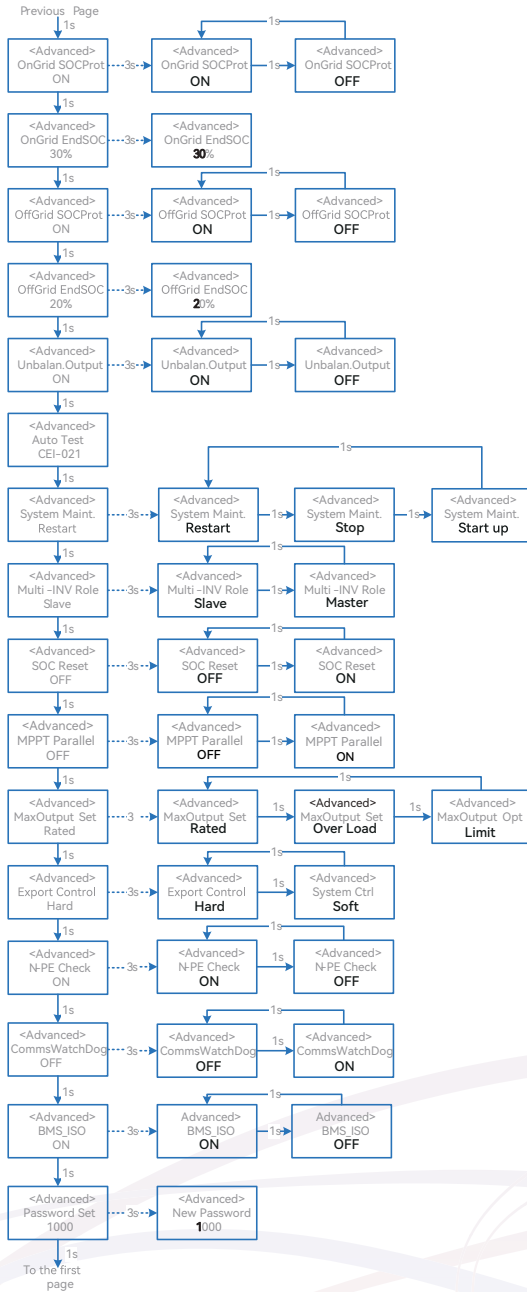 Previous Page
1s
<Advanced>
OnGrid SOCProt
ON
3s
<Advanced>
OnGrid SOCProt
ON
1s
<Advanced>
OnGrid SOCProt
OFF
1s
1s
<Advanced>
OnGrid EndSOC
30%
3s
<Advanced>
OnGrid EndSOC
30%
1s
<Advanced>
OffGrid SOCProt
ON
3s
<Advanced>
OffGrid SOCProt
ON
1s
<Advanced>
OffGrid SOCProt
OFF
1s
1s
<Advanced>
OffGrid EndSOC
20%
3s
<Advanced>
OffGrid EndSOC
20%
1s
<Advanced>
Unbalan.Output
ON
3s
<Advanced>
Unbalan.Output
ON
1s
<Advanced>
Unbalan.Output
OFF
1s
1s
<Advanced>
Auto Test
CEI-021
1s
<Advanced>
System Maint.
Restart
3s
<Advanced>
System Maint.
Restart
1s
<Advanced>
System Maint.
Stop
1s
<Advanced>
System Maint.
Start up
1s
1s
<Advanced>
Multi -INV Role
Slave
3s
<Advanced>
Multi -INV Role
Slave
1s
<Advanced>
Multi -INV Role
Master
1s
1s
<Advanced>
SOC Reset
OFF
3s
<Advanced>
SOC Reset
OFF
1s
<Advanced>
SOC Reset
ON
1s
1s
<Advanced>
MPPT Parallel
OFF
3s
<Advanced>
MPPT Parallel
OFF
1s
<Advanced>
MPPT Parallel
ON
1s
1s
<Advanced>
MaxOutput Set
Rated
3
<Advanced>
MaxOutput Set
Rated
1s
<Advanced>
MaxOutput Set
Over Load
1s
<Advanced>
MaxOutput Opt
Limit
1s
1s
<Advanced>
Export Control
Hard
3s
<Advanced>
Export Control
Hard
1s
<Advanced>
System Ctrl
Soft
1s
1s
<Advanced>
N-PE Check
ON
3s
<Advanced>
N-PE Check
ON
1s
<Advanced>
N-PE Check
OFF
1s
1s
<Advanced>
CommsWatchDog
OFF
3s
<Advanced>
CommsWatchDog
OFF
1s
<Advanced>
CommsWatchDog
ON
1s
1s
<Advanced>
BMS_ISO
ON
3s
Advanced>
BMS_ISO
ON
1s
Advanced>
BMS_ISO
OFF
1s
1s
<Advanced>
Password Set
1000
3s
<Advanced>
New Password
1000
1s
To the first
page